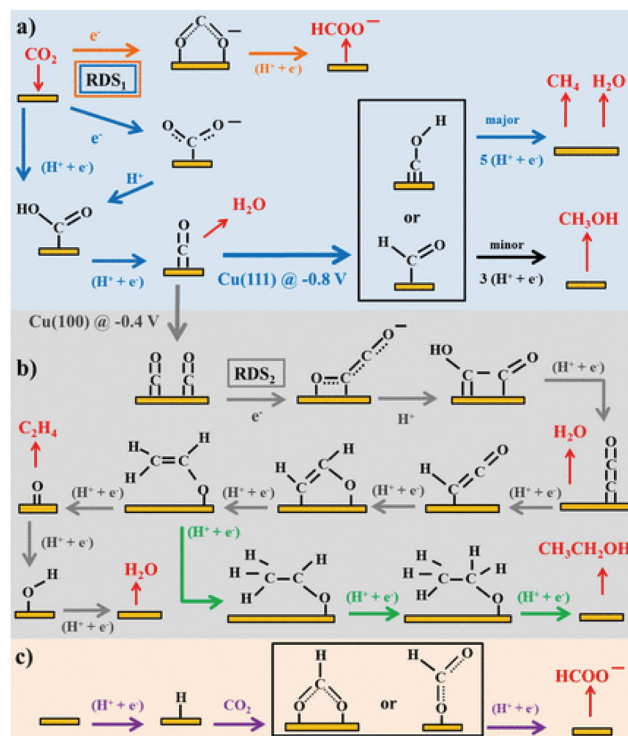 a)
CO₂
e⁻
RDS₁
C
O O
−
(H⁺ + e⁻)
HCOO⁻
e⁻
O O
−
C
(H⁺ + e⁻)
H⁺
HO O
C
O
C
H₂O
(H⁺ + e⁻)
Cu(111) @ -0.8 V
H
O
C
or
H O
C
major
5 (H⁺ + e⁻)
CH₄ H₂O
minor
3 (H⁺ + e⁻)
CH₃OH
Cu(100) @ -0.4 V
b)
O O
C C
RDS₂
e⁻
O
−
C
O C
H⁺
HO O
C C
(H⁺ + e⁻)
H₂O
O
C
C
(H⁺ + e⁻)
O
C
H C
(H⁺ + e⁻)
H
C H
C O
(H⁺ + e⁻)
H H
C C
H O
(H⁺ + e⁻)
C₂H₄
O
(H⁺ + e⁻)
H
O
(H⁺ + e⁻)
H₂O
(H⁺ + e⁻)
H H
H C C
H O
(H⁺ + e⁻)
H H
H C C H
H O
(H⁺ + e⁻)
CH₃CH₂OH
c)
(H⁺ + e⁻)
H
CO₂
H
C
O O
or
H O
C
O
(H⁺ + e⁻)
HCOO⁻